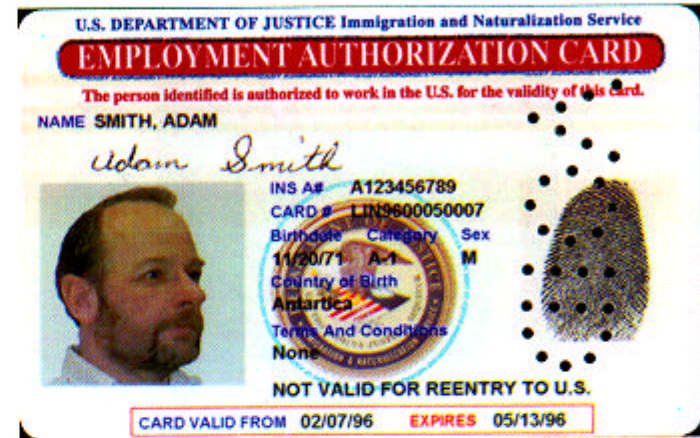 U.S. DEPARTMENT OF JUSTICE Immigration and Naturalization Service
EMPLOYMENT AUTHORIZATION CARD
The person identified is authorized to work in the U.S. for the validity of this card.
NAME SMITH, ADAM
Adam Smith
INS A# A123456789
CARD # LIN9600050007
Birthdate Category Sex
11/20/71 A-1 M
Country of Birth
Antartica
Terms And Conditions
None
NOT VALID FOR REENTRY TO U.S.
CARD VALID FROM 02/07/96 EXPIRES 05/13/96